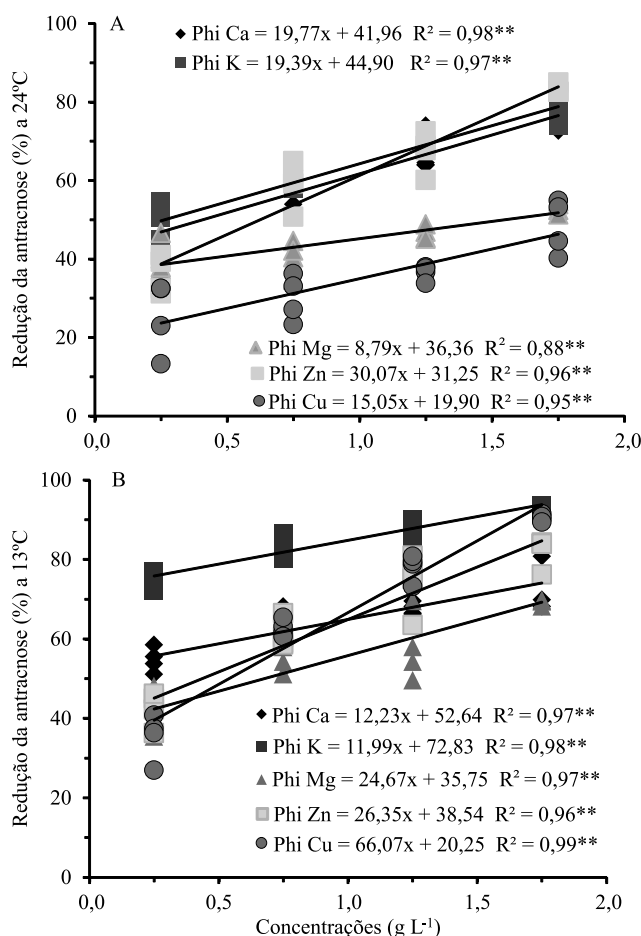 A
Phi Ca = 19,77x + 41,96 R² = 0,98**
Phi K = 19,39x + 44,90 R² = 0,97**
Redução da antracnose (%) a 24ºC
100
80
60
40
20
0
Phi Mg = 8,79x + 36,36 R² = 0,88**
Phi Zn = 30,07x + 31,25 R² = 0,96**
Phi Cu = 15,05x + 19,90 R² = 0,95**
0,0 0,5 1,0 1,5 2,0
B
Redução da antracnose (%) a 13ºC
100
80
60
40
20
0
Phi Ca = 12,23x + 52,64 R² = 0,97**
Phi K = 11,99x + 72,83 R² = 0,98**
Phi Mg = 24,67x + 35,75 R² = 0,97**
Phi Zn = 26,35x + 38,54 R² = 0,96**
Phi Cu = 66,07x + 20,25 R² = 0,99**
0,0 0,5 1,0 1,5 2,0
Concentrações (g L⁻¹)